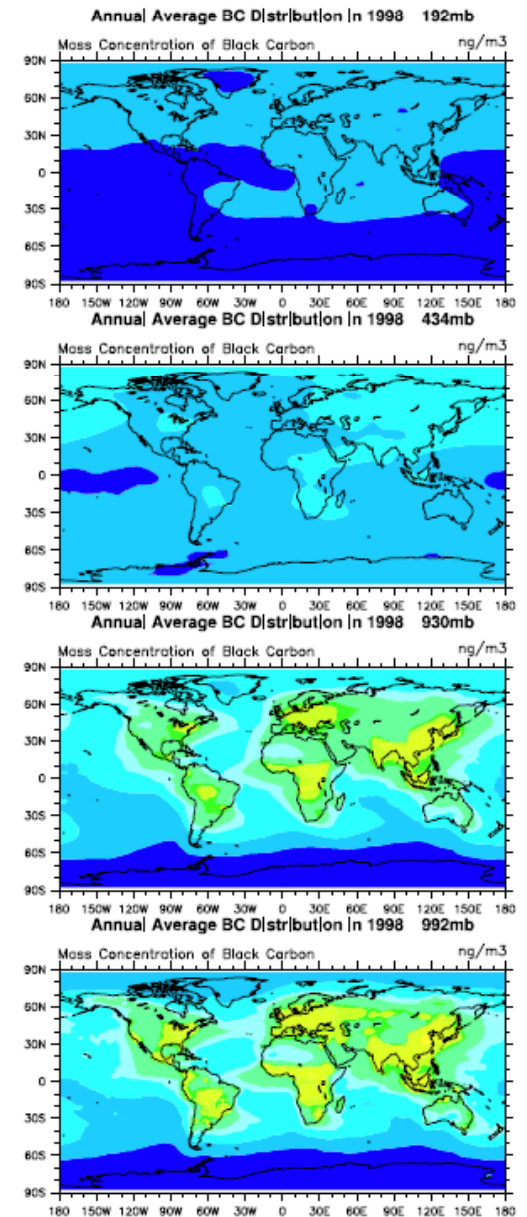 Annual Average BC Distribution in 1998 192mb
Mass Concentration of Black Carbon ng/m3
90N
60N
30N
0
30S
60S
90S
180 150W 120W 90W 60W 30W 0 30E 60E 90E 120E 150E 180
Annual Average BC Distribution in 1998 434mb
Mass Concentration of Black Carbon ng/m3
90N
60N
30N
0
30S
60S
90S
180 150W 120W 90W 60W 30W 0 30E 60E 90E 120E 150E 180
Annual Average BC Distribution in 1998 930mb
Mass Concentration of Black Carbon ng/m3
90N
60N
30N
0
30S
60S
90S
180 150W 120W 90W 60W 30W 0 30E 60E 90E 120E 150E 180
Annual Average BC Distribution in 1998 992mb
Mass Concentration of Black Carbon ng/m3
90N
60N
30N
0
30S
60S
90S
180 150W 120W 90W 60W 30W 0 30E 60E 90E 120E 150E 180